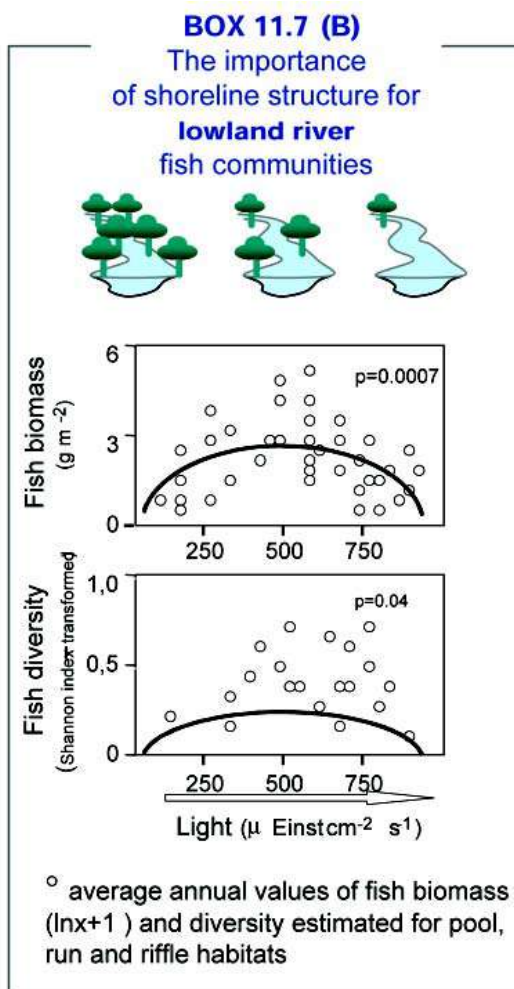 BOX 11.7 (B)
The importance
of shoreline structure for
lowland river
fish communities
Fish biomass
(g m⁻²)
6
3
0
p=0.0007
250 500 750
Fish diversity
(Shannon index transformed)
1,0
0,5
0
p=0.04
250 500 750
Light (μ Einstcm⁻² s⁻¹)
° average annual values of fish biomass
(lnx+1 ) and diversity estimated for pool,
run and riffle habitats